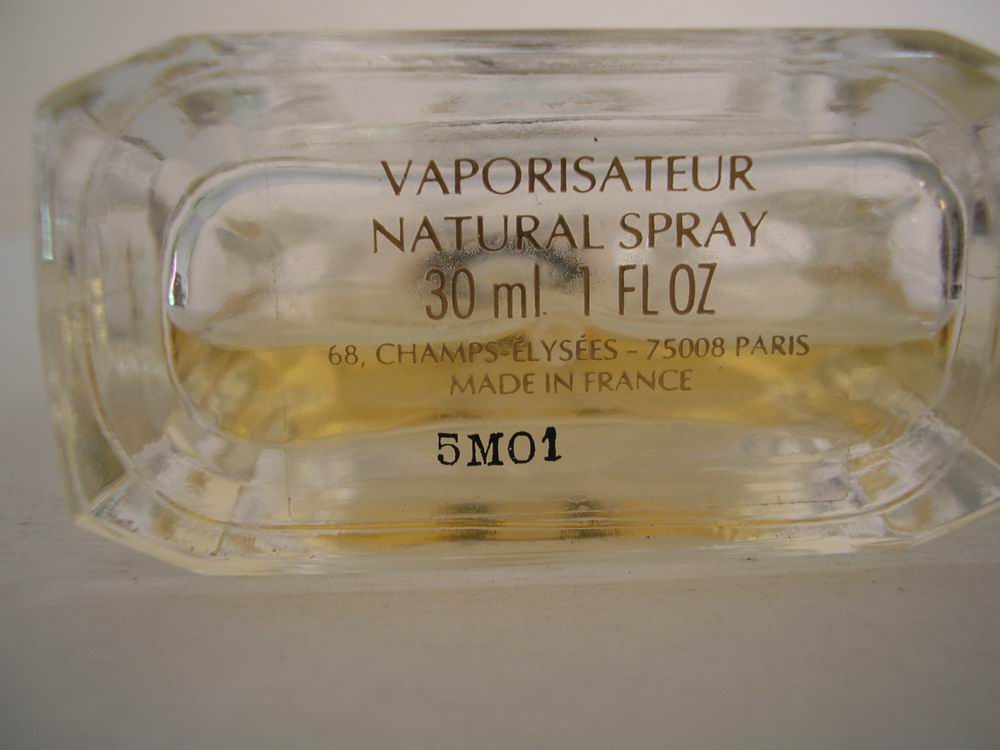 VAPORISATEUR
NATURAL SPRAY
30 ml. 1 FL OZ
68, CHAMPS-ÉLYSÉES - 75008 PARIS
MADE IN FRANCE
5M01